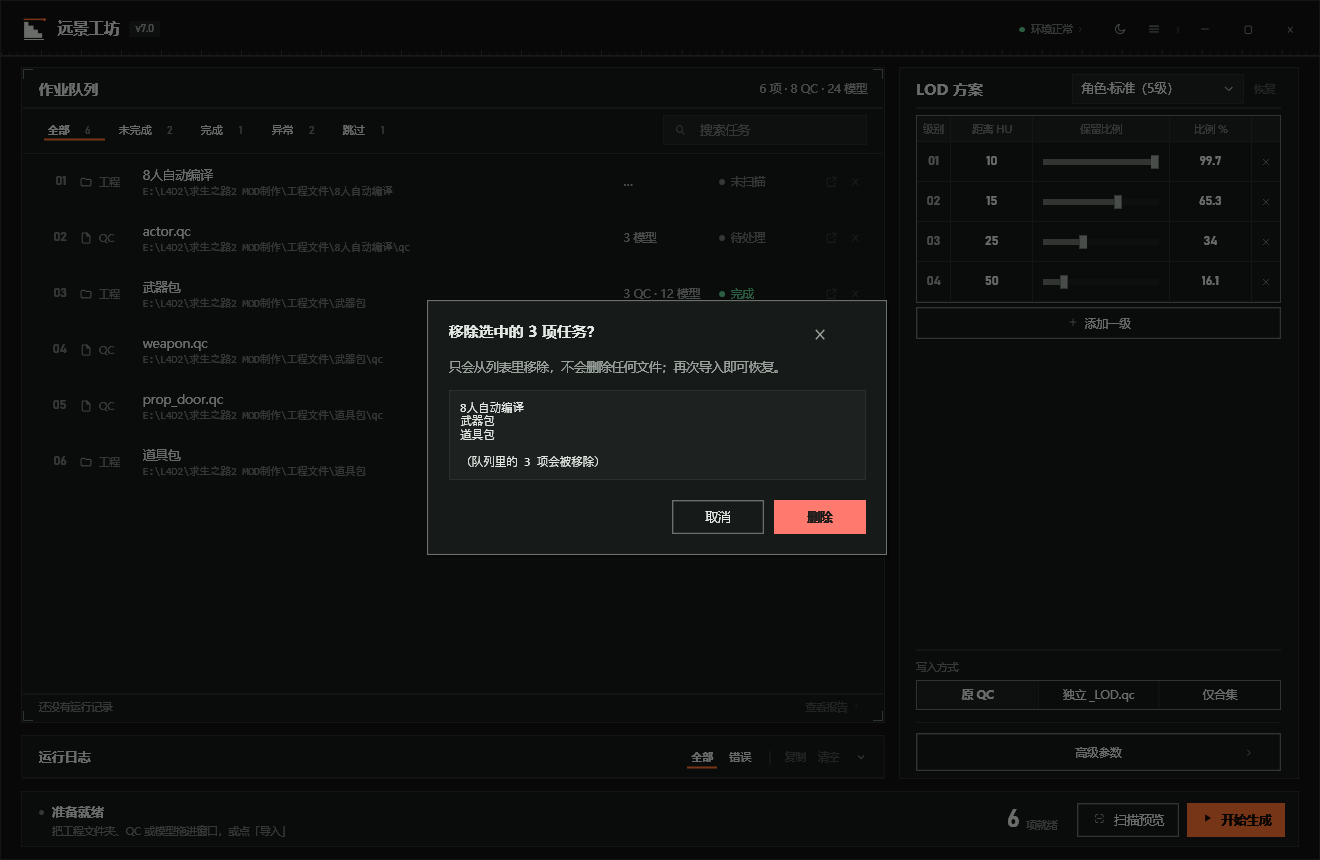 远景工坊 v7.0
环境正常
作业队列
6 项 · 8 QC · 24 模型
全部 6 未完成 2 完成 1 异常 2 跳过 1
搜索任务
01 工程 8人自动编译 ... 未扫描
E:\L4D2\求生之路2 MOD制作\工程文件\8人自动编译
02 QC actor.qc 3 模型 待处理
E:\L4D2\求生之路2 MOD制作\工程文件\8人自动编译\qc
03 工程 武器包 3 QC · 12 模型 完成
E:\L4D2\求生之路2 MOD制作\工程文件\武器包
04 QC weapon.qc
E:\L4D2\求生之路2 MOD制作\工程文件\武器包\qc
05 QC prop_door.qc
E:\L4D2\求生之路2 MOD制作\工程文件\道具包\qc
06 工程 道具包
E:\L4D2\求生之路2 MOD制作\工程文件\道具包
移除选中的 3 项任务?
只会从列表里移除，不会删除任何文件；再次导入即可恢复。
8人自动编译
武器包
道具包
（队列里的 3 项会被移除）
取消 删除
还没有运行记录 查看报告
运行日志 全部 错误 复制 清空
准备就绪
把工程文件夹、QC 或模型拖进窗口，或点「导入」
6 项就绪 扫描预览 开始生成
LOD 方案 角色·标准（5级） 恢复
级别 距离 HU 保留比例 比例 %
01 10 99.7
02 15 65.3
03 25 34
04 50 16.1
+ 添加一级
写入方式
原 QC 独立 _LOD.qc 仅合集
高级参数